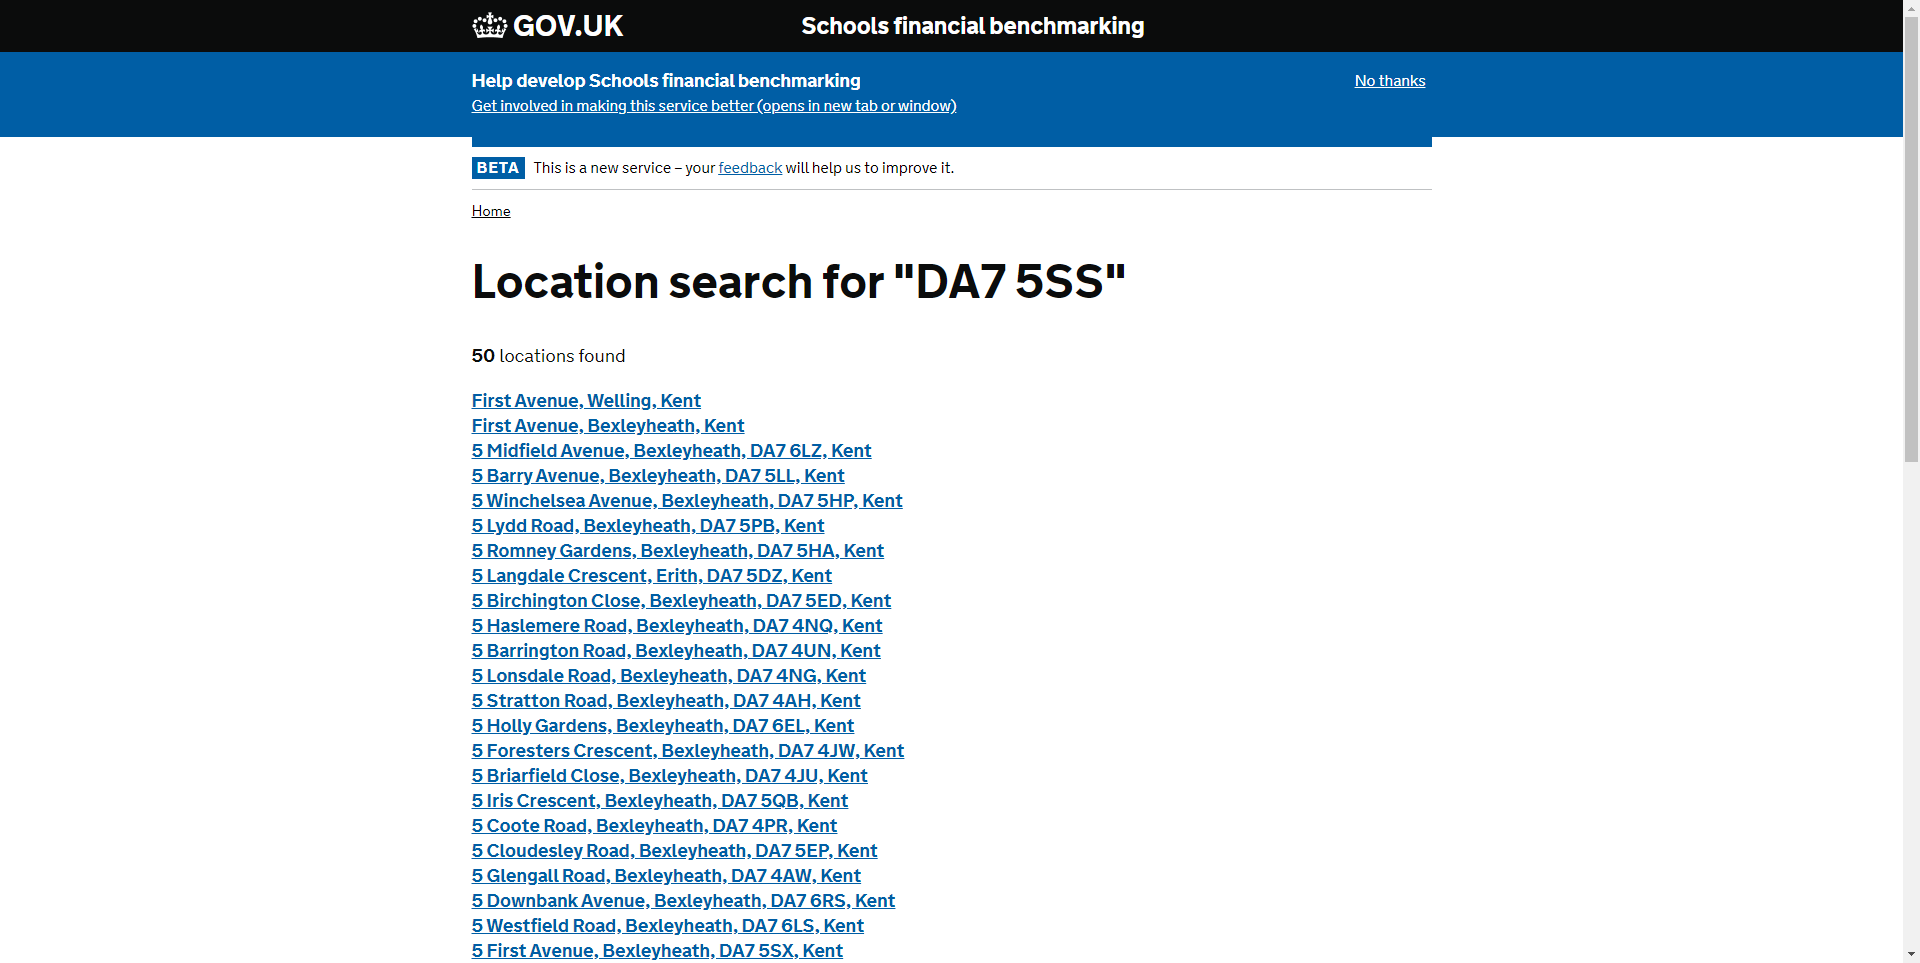 GOV.UK
Schools financial benchmarking
Help develop Schools financial benchmarking
No thanks
Get involved in making this service better (opens in new tab or window)
BETA This is a new service – your feedback will help us to improve it.
Home
Location search for "DA7 5SS"
50 locations found
First Avenue, Welling, Kent
First Avenue, Bexleyheath, Kent
5 Midfield Avenue, Bexleyheath, DA7 6LZ, Kent
5 Barry Avenue, Bexleyheath, DA7 5LL, Kent
5 Winchelsea Avenue, Bexleyheath, DA7 5HP, Kent
5 Lydd Road, Bexleyheath, DA7 5PB, Kent
5 Romney Gardens, Bexleyheath, DA7 5HA, Kent
5 Langdale Crescent, Erith, DA7 5DZ, Kent
5 Birchington Close, Bexleyheath, DA7 5ED, Kent
5 Haslemere Road, Bexleyheath, DA7 4NQ, Kent
5 Barrington Road, Bexleyheath, DA7 4UN, Kent
5 Lonsdale Road, Bexleyheath, DA7 4NG, Kent
5 Stratton Road, Bexleyheath, DA7 4AH, Kent
5 Holly Gardens, Bexleyheath, DA7 6EL, Kent
5 Foresters Crescent, Bexleyheath, DA7 4JW, Kent
5 Briarfield Close, Bexleyheath, DA7 4JU, Kent
5 Iris Crescent, Bexleyheath, DA7 5QB, Kent
5 Coote Road, Bexleyheath, DA7 4PR, Kent
5 Cloudesley Road, Bexleyheath, DA7 5EP, Kent
5 Glengall Road, Bexleyheath, DA7 4AW, Kent
5 Downbank Avenue, Bexleyheath, DA7 6RS, Kent
5 Westfield Road, Bexleyheath, DA7 6LS, Kent
5 First Avenue, Bexleyheath, DA7 5SX, Kent